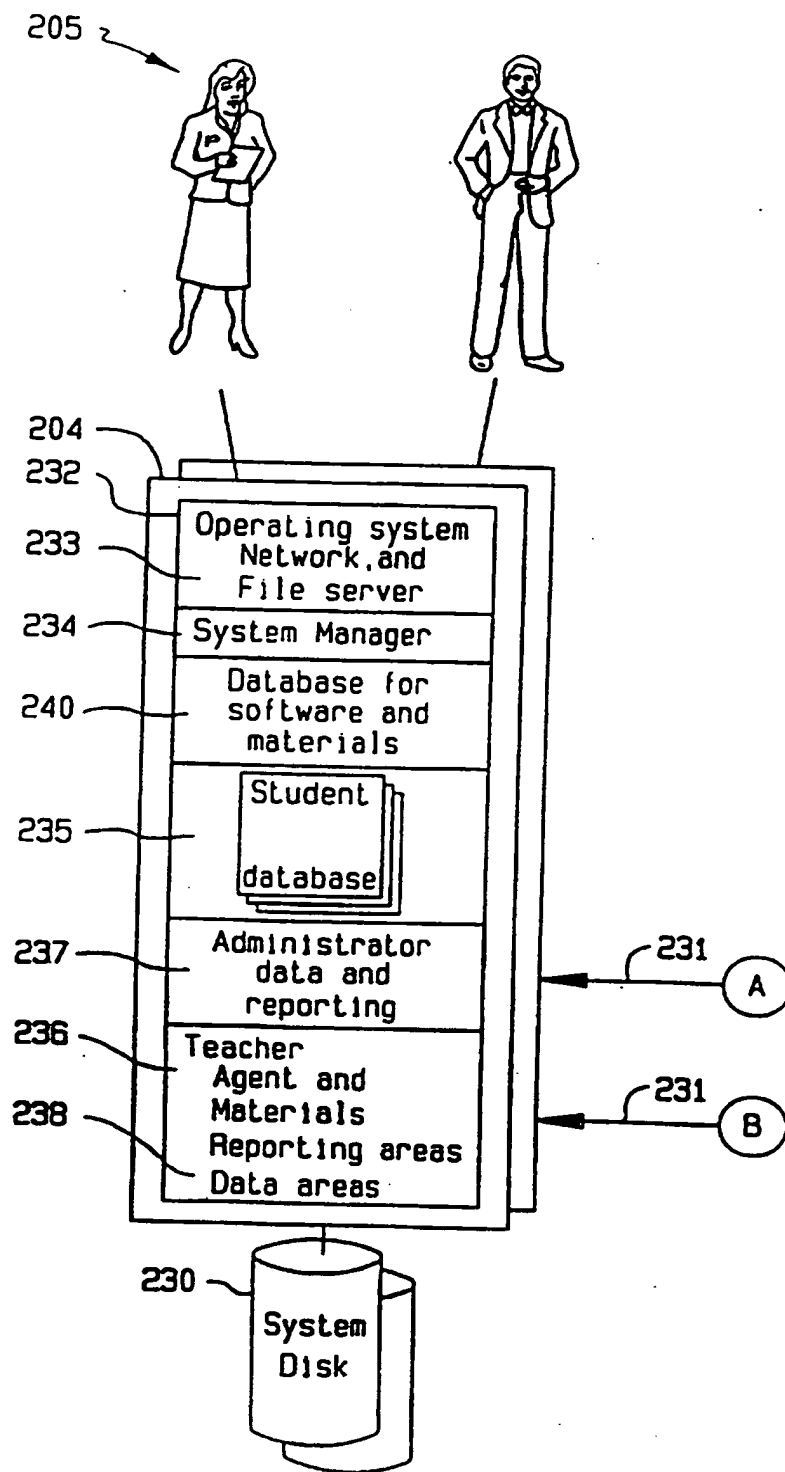 205
204
232
Operating system
Network, and
233
File server
234
System Manager
Database for
240
software and
materials
Student
235
database
237
Administrator
data and
reporting
231
A
236
Teacher
Agent and
Materials
231
B
238
Reporting areas
Data areas
230
System
Disk